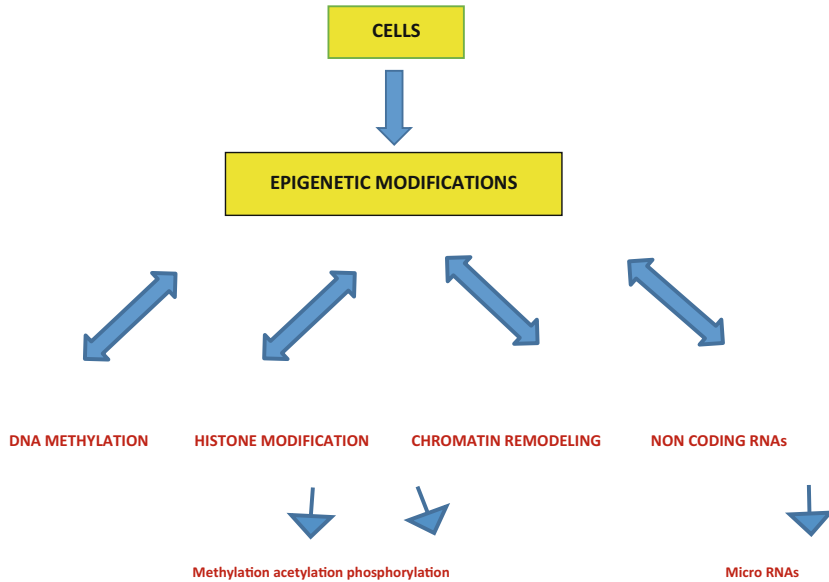 CELLS
EPIGENETIC MODIFICATIONS
DNA METHYLATION
HISTONE MODIFICATION
CHROMATIN REMODELING
NON CODING RNAs
Methylation acetylation phosphorylation
Micro RNAs